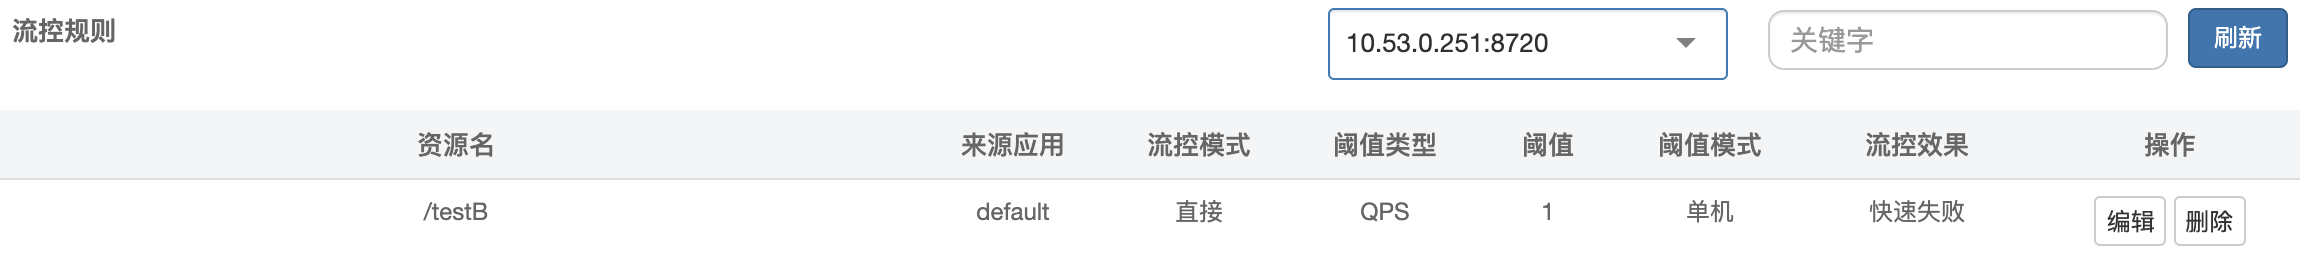 流控规则
10.53.0.251:8720
关键字
刷新
资源名 来源应用 流控模式 阈值类型 阈值 阈值模式 流控效果 操作
/testB default 直接 QPS 1 单机 快速失败 编辑 删除